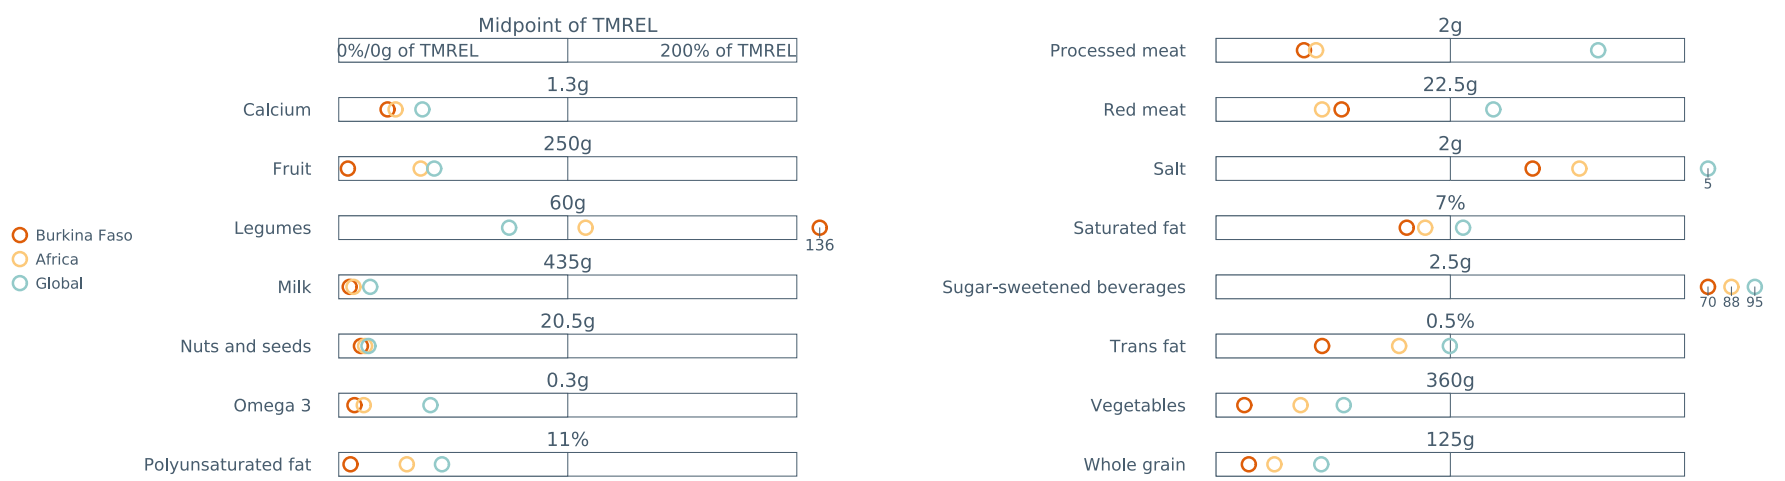 Midpoint of TMREL
0%/0g of TMREL 200% of TMREL
1.3g
Calcium
250g
Fruit
60g
Legumes
136
435g
Milk
20.5g
Nuts and seeds
0.3g
Omega 3
11%
Polyunsaturated fat
Burkina Faso
Africa
Global
2g
Processed meat
22.5g
Red meat
2g
Salt
5
7%
Saturated fat
2.5g
Sugar-sweetened beverages
70 88 95
0.5%
Trans fat
360g
Vegetables
125g
Whole grain